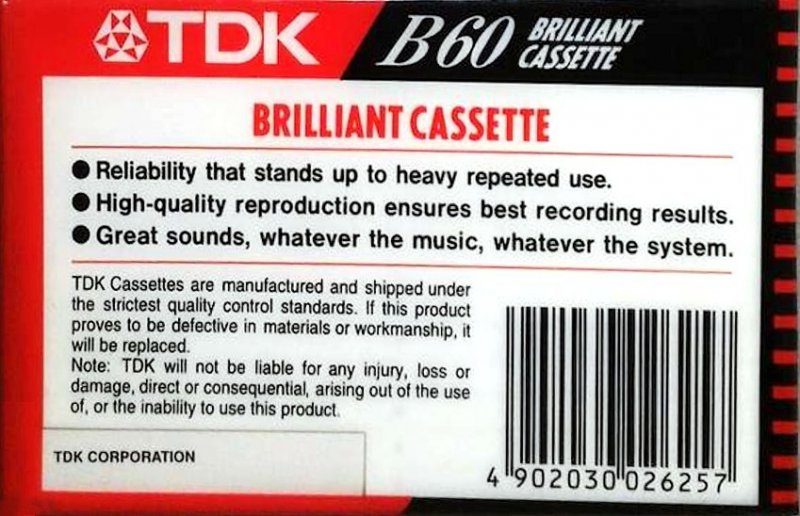 TDK B60 BRILLIANT CASSETTE
BRILLIANT CASSETTE
● Reliability that stands up to heavy repeated use.
● High-quality reproduction ensures best recording results.
● Great sounds, whatever the music, whatever the system.
TDK Cassettes are manufactured and shipped under
the strictest quality control standards. If this product
proves to be defective in materials or workmanship, it
will be replaced.
Note: TDK will not be liable for any injury, loss or
damage, direct or consequential, arising out of the use
of, or the inability to use this product.
TDK CORPORATION
4 902030 026257